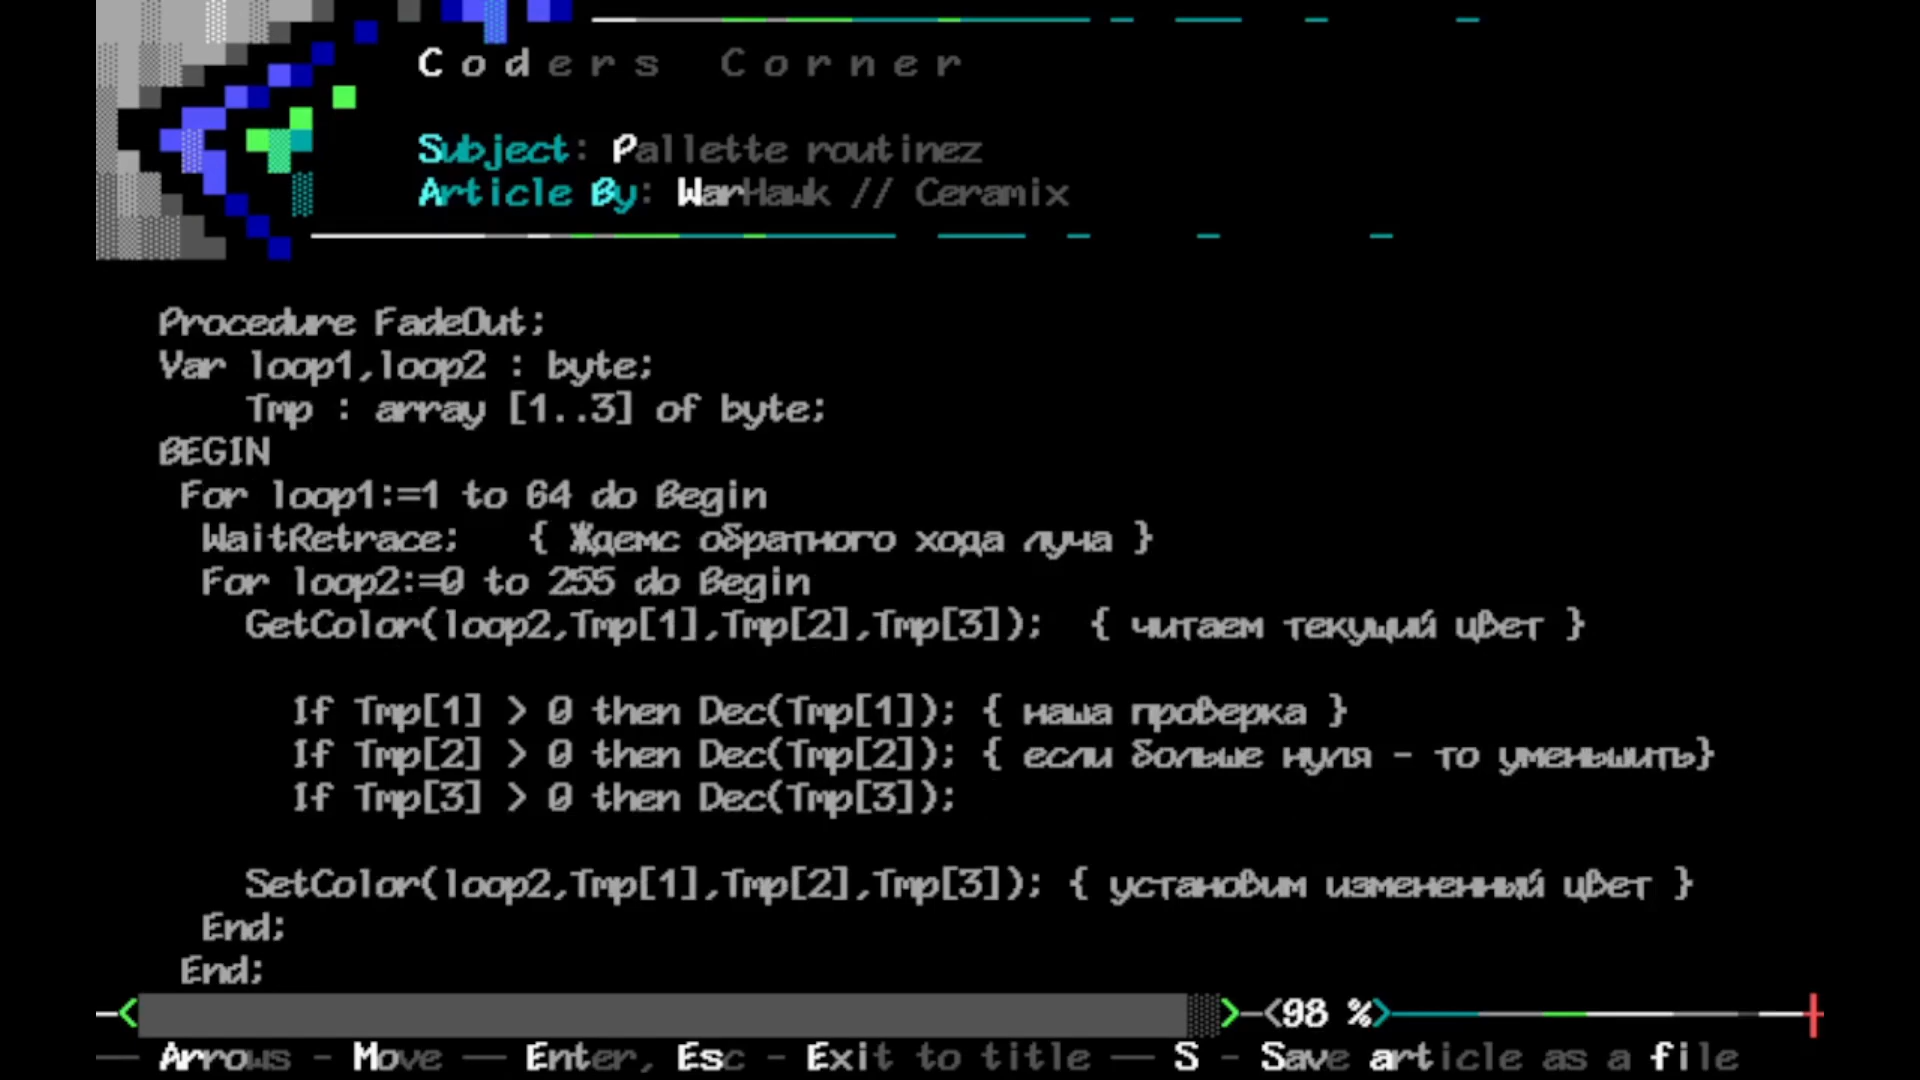 Coders Corner
Subject: Pallette routinez
Article By: WarHawk // Ceramix
Procedure FadeOut;
Var loop1,loop2 : byte;
Tmp : array [1..3] of byte;
BEGIN
For loop1:=1 to 64 do Begin
WaitRetrace; { Ждемс обратного хода луча }
For loop2:=0 to 255 do Begin
GetColor(loop2,Tmp[1],Tmp[2],Tmp[3]); { читаем текущий цвет }
If Tmp[1] > 0 then Dec(Tmp[1]); { наша проверка }
If Tmp[2] > 0 then Dec(Tmp[2]); { если больше нуля - то уменьшить}
If Tmp[3] > 0 then Dec(Tmp[3]);
SetColor(loop2,Tmp[1],Tmp[2],Tmp[3]); { установим измененный цвет }
End;
End;
<98 %>
Arrows - Move — Enter, Esc - Exit to title — S - Save article as a file